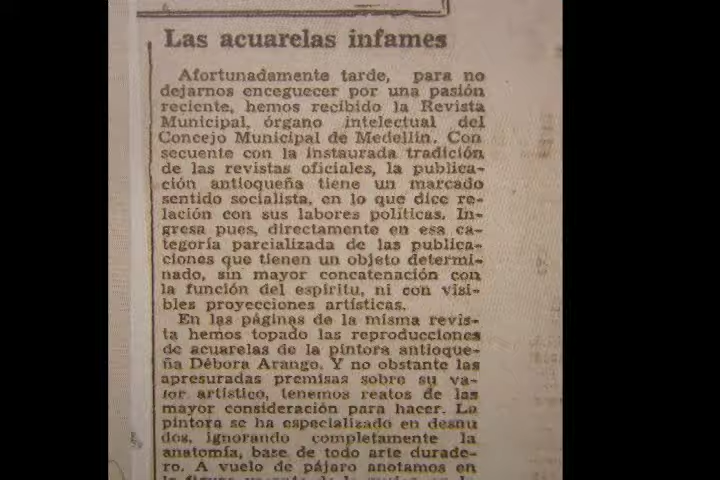 Las acuarelas infames
Afortunadamente tarde, para no
dejarnos enceguecer por una pasión
reciente, hemos recibido la Revista
Municipal, órgano intelectual del
Concejo Municipal de Medellín. Con
secuente con la instaurada tradición
de las revistas oficiales, la publica-
ción antioqueña tiene un marcado
sentido socialista, en lo que dice re-
lación con sus labores políticas. In-
gresa pues, directamente en esa ca-
tegoría parcializada de las publica-
ciones que tienen un objeto determi-
nado, sin mayor concatenación con
la función del espíritu, ni con visi-
bles proyecciones artísticas.
En las páginas de la misma revis-
ta hemos topado las reproducciones
de acuarelas de la pintora antioque-
ña Débora Arango. Y no obstante las
apresuradas premisas sobre su va-
lor artístico, tenemos reatos de las
mayor consideración para hacer. La
pintora se ha especializado en desnu
dos, ignorando completamente la
anatomía, base de todo arte durade-
ro. A vuelo de pájaro anotamos en